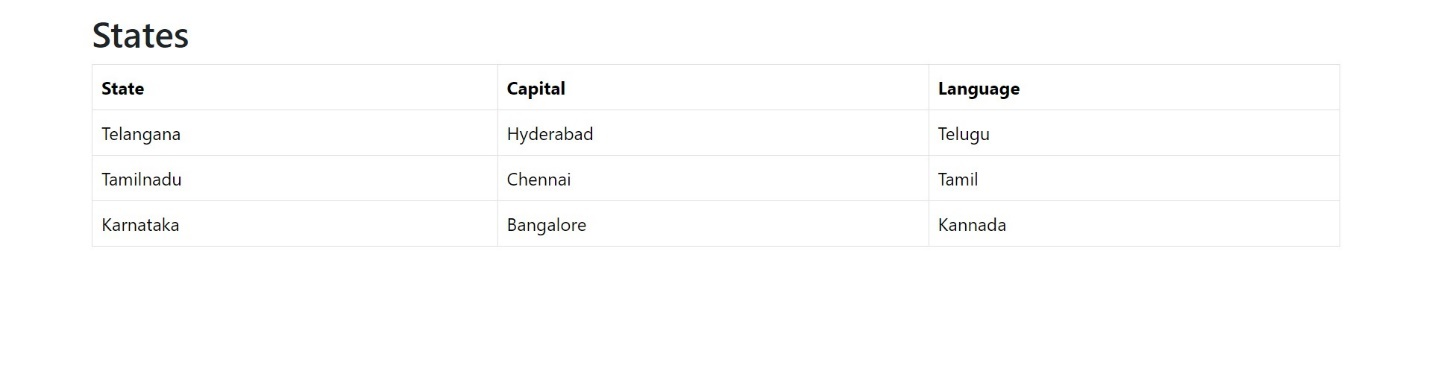 States
State Capital Language
Telangana Hyderabad Telugu
Tamilnadu Chennai Tamil
Karnataka Bangalore Kannada